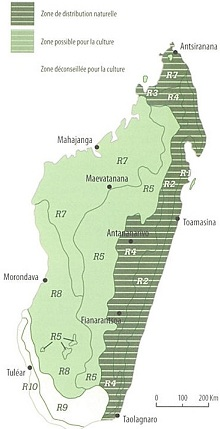 Zone de distribution naturelle
Zone possible pour la culture
Zone déconseillée pour la culture
Antsiranana
R7
R3
R4
Mahajanga
R7
R1
Maevatanana
R2
R5
R7
Toamasina
Antananarivo
R4
Morondava
R8
R2
Fianarantsoa
R5
R8
Tuléar
R5
R4
R10
R9
0
100
200 Km
Taolagnaro